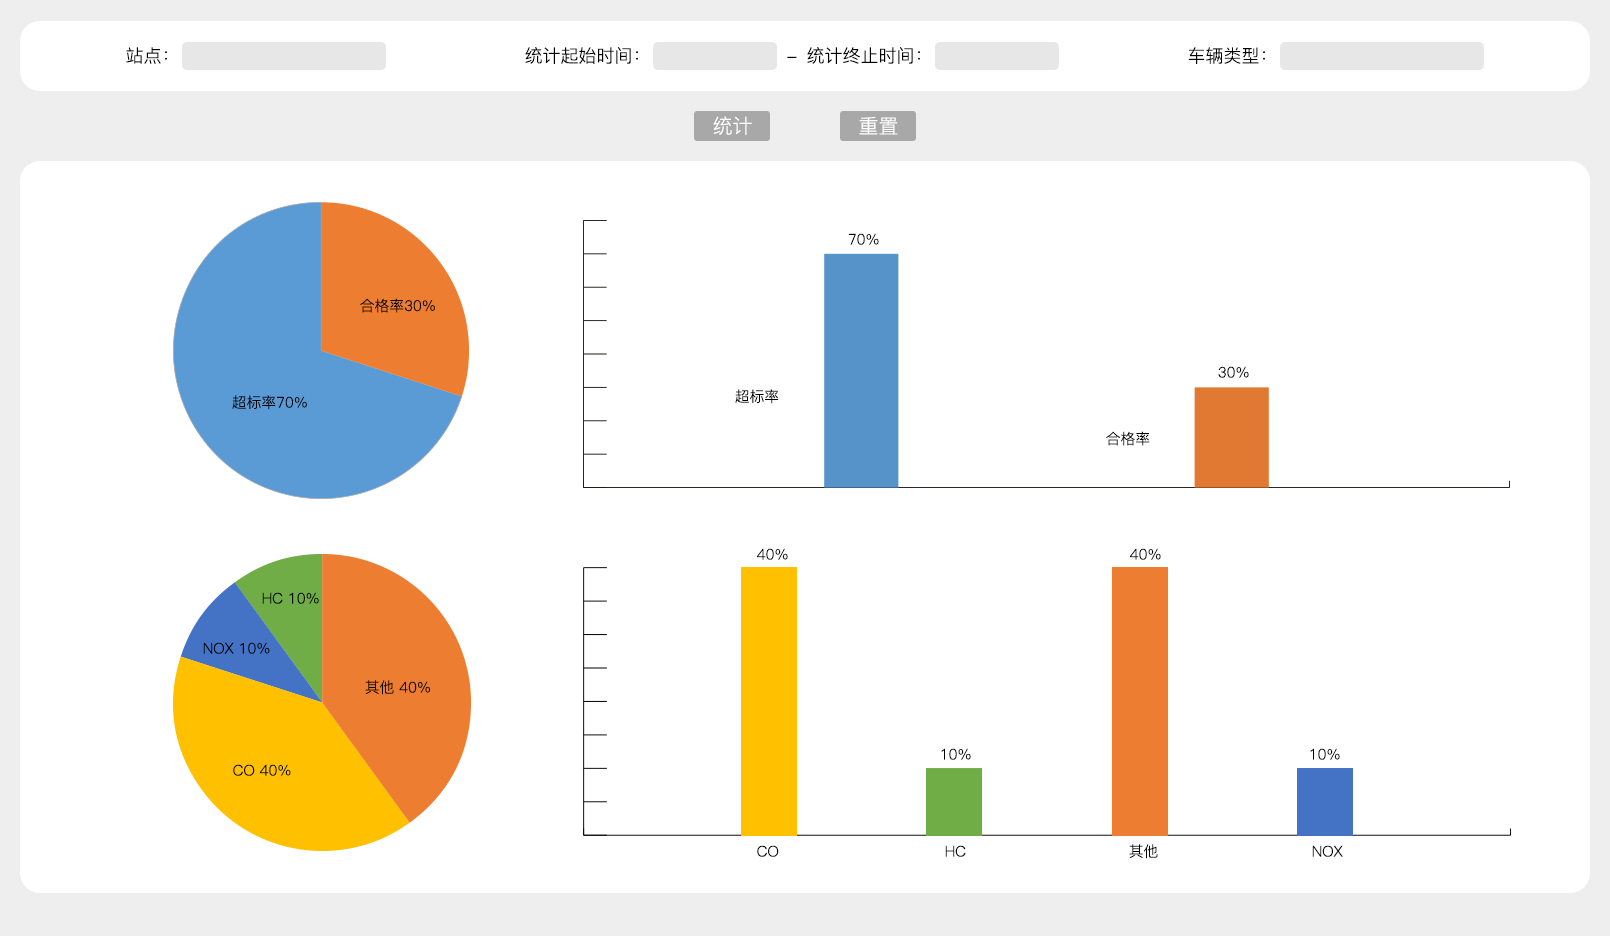 站点：
统计起始时间：
– 统计终止时间：
车辆类型：
统计
重置
合格率30%
超标率70%
70%
超标率
30%
合格率
HC 10%
NOX 10%
其他 40%
CO 40%
40%
10%
40%
10%
CO
HC
其他
NOX